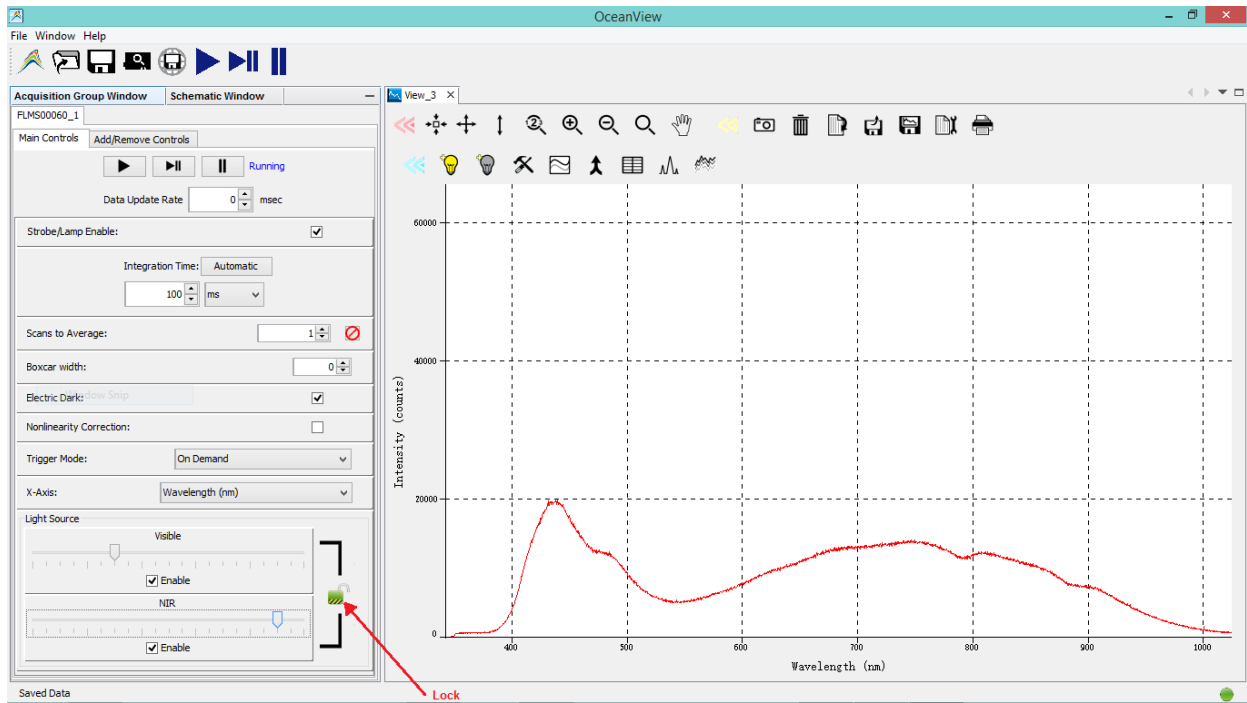 OceanView
File Window Help
Acquisition Group Window Schematic Window
FLMS00060_1
Main Controls Add/Remove Controls
Running
Data Update Rate 0 msec
Strobe/Lamp Enable:
Integration Time: Automatic
100 ms
Scans to Average: 1
Boxcar width: 0
Electric Dark: Window Snip
Nonlinearity Correction:
Trigger Mode: On Demand
X-Axis: Wavelength (nm)
Light Source
Visible
Enable
NIR
Enable
Saved Data
View_3
2
60000
40000
20000
0
Intensity (counts)
400 500 600 700 800 900 1000
Wavelength (nm)
Lock